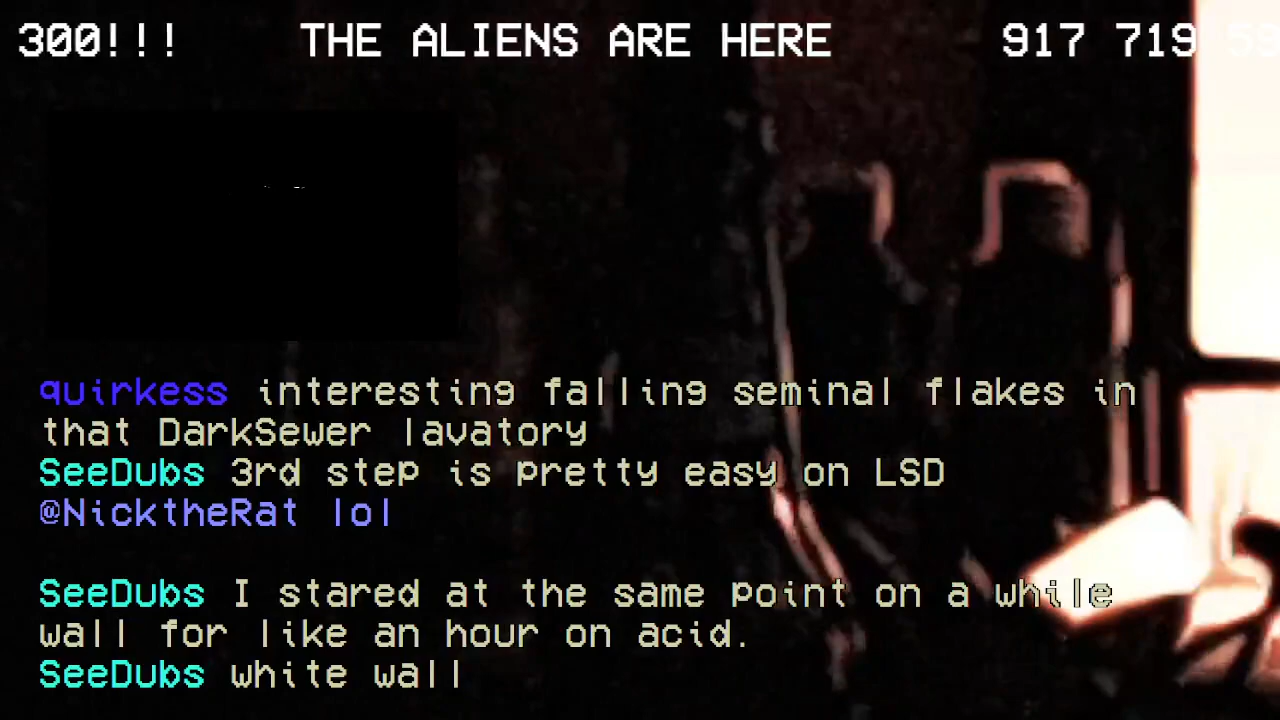 300!!! THE ALIENS ARE HERE 917 719
quirkess interesting falling seminal flakes in
that DarkSewer lavatory
SeeDubs 3rd step is pretty easy on LSD
@NicktheRat lol
SeeDubs I stared at the same point on a while
wall for like an hour on acid.
SeeDubs white wall